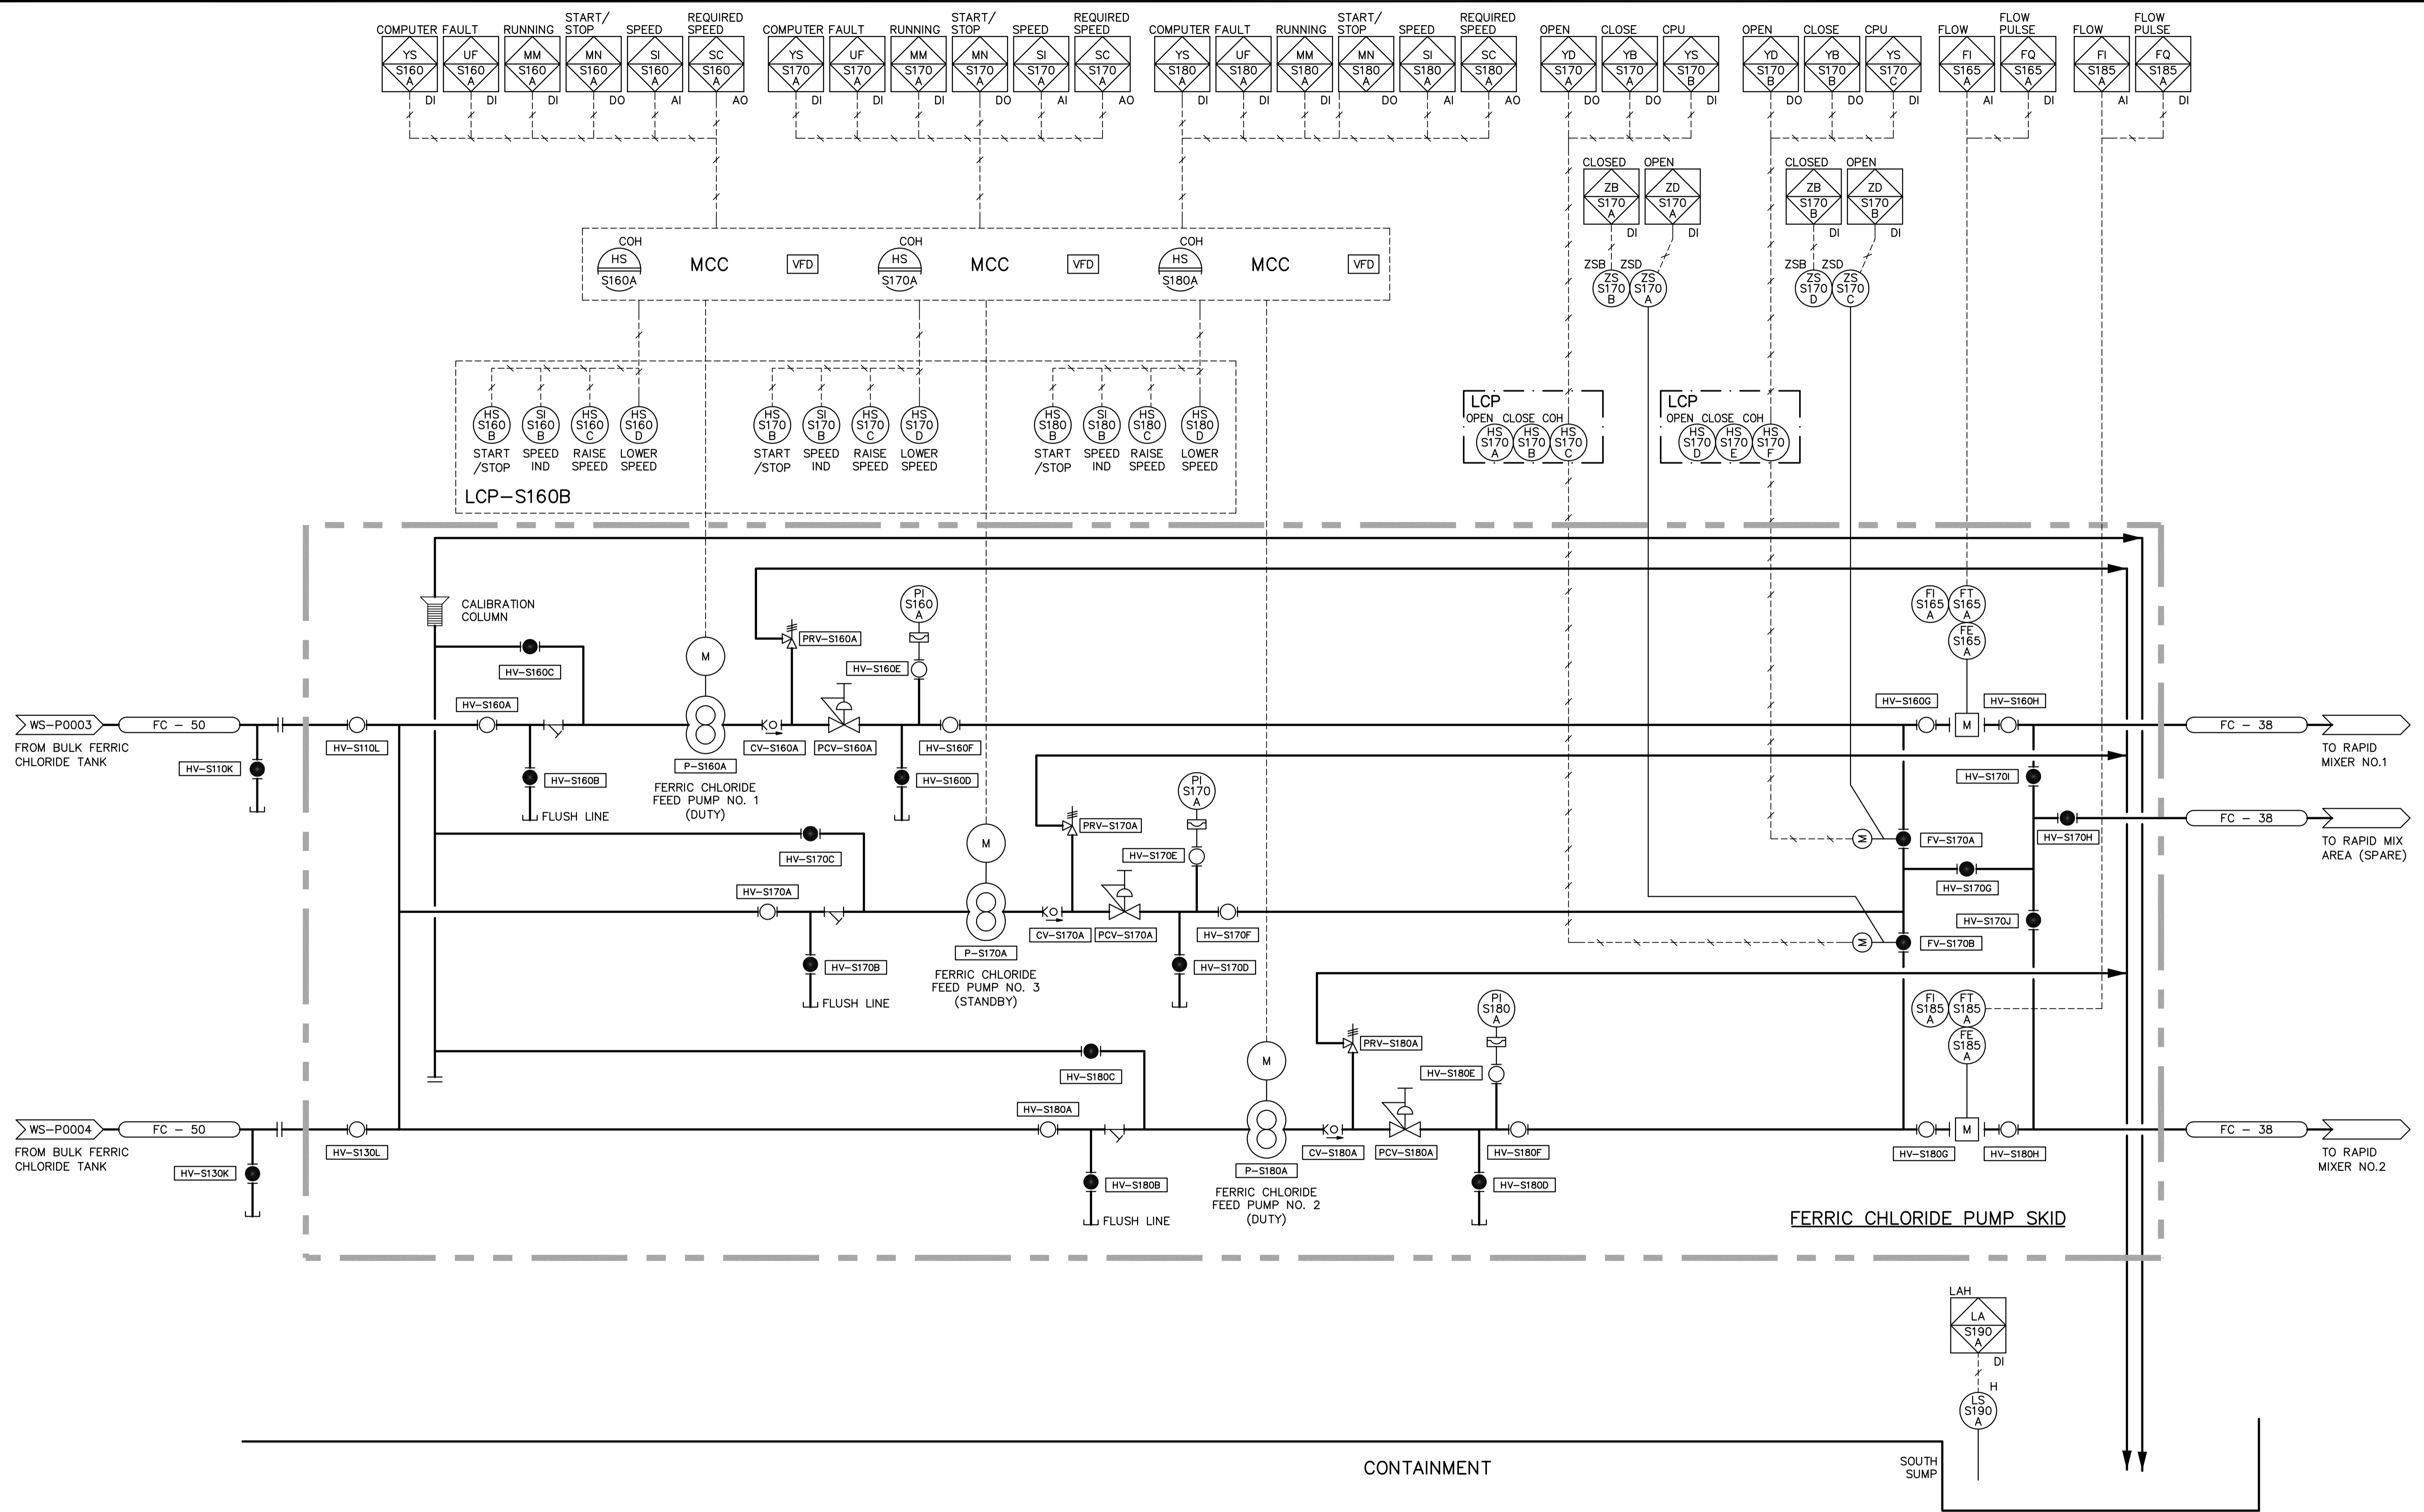 COMPUTER FAULT RUNNING START/ STOP SPEED REQUIRED SPEED
YS S160 A DI
UF S160 A DI
MM S160 A DI
MN S160 A DO
SI S160 A AI
SC S160 A AO
COMPUTER FAULT RUNNING START/ STOP SPEED REQUIRED SPEED
YS S170 A DI
UF S170 A DI
MM S170 A DI
MN S170 A DO
SI S170 A AI
SC S170 A AO
COMPUTER FAULT RUNNING START/ STOP SPEED REQUIRED SPEED
YS S180 A DI
UF S180 A DI
MM S180 A DI
MN S180 A DO
SI S180 A AI
SC S180 A AO
OPEN CLOSE CPU
YD S170 A DO
YB S170 A DO
YS S170 B DI
OPEN CLOSE CPU
YD S170 B DO
YB S170 B DO
YS S170 C DI
FLOW FLOW PULSE
FI S165 A AI
FQ S165 A DI
FLOW FLOW PULSE
FI S185 A AI
FQ S185 A DI
CLOSED OPEN
ZB S170 A DI
ZD S170 A DI
CLOSED OPEN
ZB S170 B DI
ZD S170 B DI
ZSB ZSD
ZS S170 B
ZS S170 A
ZSB ZSD
ZS S170 D
ZS S170 C
COH
HS S160A
MCC
VFD
COH
HS S170A
MCC
VFD
COH
HS S180A
MCC
VFD
HS S160 B
SI S160 B
HS S160 C
HS S160 D
START /STOP
SPEED IND
RAISE SPEED
LOWER SPEED
HS S170 B
SI S170 B
HS S170 C
HS S170 D
START /STOP
SPEED IND
RAISE SPEED
LOWER SPEED
HS S180 B
SI S180 B
HS S180 C
HS S180 D
START /STOP
SPEED IND
RAISE SPEED
LOWER SPEED
LCP-S160B
LCP
OPEN CLOSE COH
HS S170 A
HS S170 B
HS S170 C
LCP
OPEN CLOSE COH
HS S170 D
HS S170 E
HS S170 F
CALIBRATION
COLUMN
HV-S160C
M
PRV-S160A
PI S160 A
HV-S160E
FI S165 A
FT S165 A
FE S165 A
WS-P0003
FC - 50
FROM BULK FERRIC
CHLORIDE TANK
HV-S110K
HV-S110L
HV-S160A
HV-S160B
FLUSH LINE
P-S160A
FERRIC CHLORIDE
FEED PUMP NO. 1
(DUTY)
CV-S160A
PCV-S160A
HV-S160D
HV-S160F
HV-S160G
M
HV-S160H
FC - 38
TO RAPID
MIXER NO.1
HV-S170I
HV-S170H
FC - 38
TO RAPID MIX
AREA (SPARE)
M
FV-S170A
HV-S170G
HV-S170J
M
FV-S170B
HV-S170C
HV-S170A
HV-S170B
FLUSH LINE
M
P-S170A
FERRIC CHLORIDE
FEED PUMP NO. 3
(STANDBY)
PRV-S170A
PI S170 A
HV-S170E
CV-S170A
PCV-S170A
HV-S170D
HV-S170F
FI S185 A
FT S185 A
FE S185 A
HV-S180C
M
PRV-S180A
PI S180 A
HV-S180E
WS-P0004
FC - 50
FROM BULK FERRIC
CHLORIDE TANK
HV-S130K
HV-S130L
HV-S180A
HV-S180B
FLUSH LINE
P-S180A
FERRIC CHLORIDE
FEED PUMP NO. 2
(DUTY)
CV-S180A
PCV-S180A
HV-S180D
HV-S180F
HV-S180G
M
HV-S180H
FC - 38
TO RAPID
MIXER NO.2
FERRIC CHLORIDE PUMP SKID
LAH
LA S190 A DI
H
LS S190 A
CONTAINMENT
SOUTH
SUMP